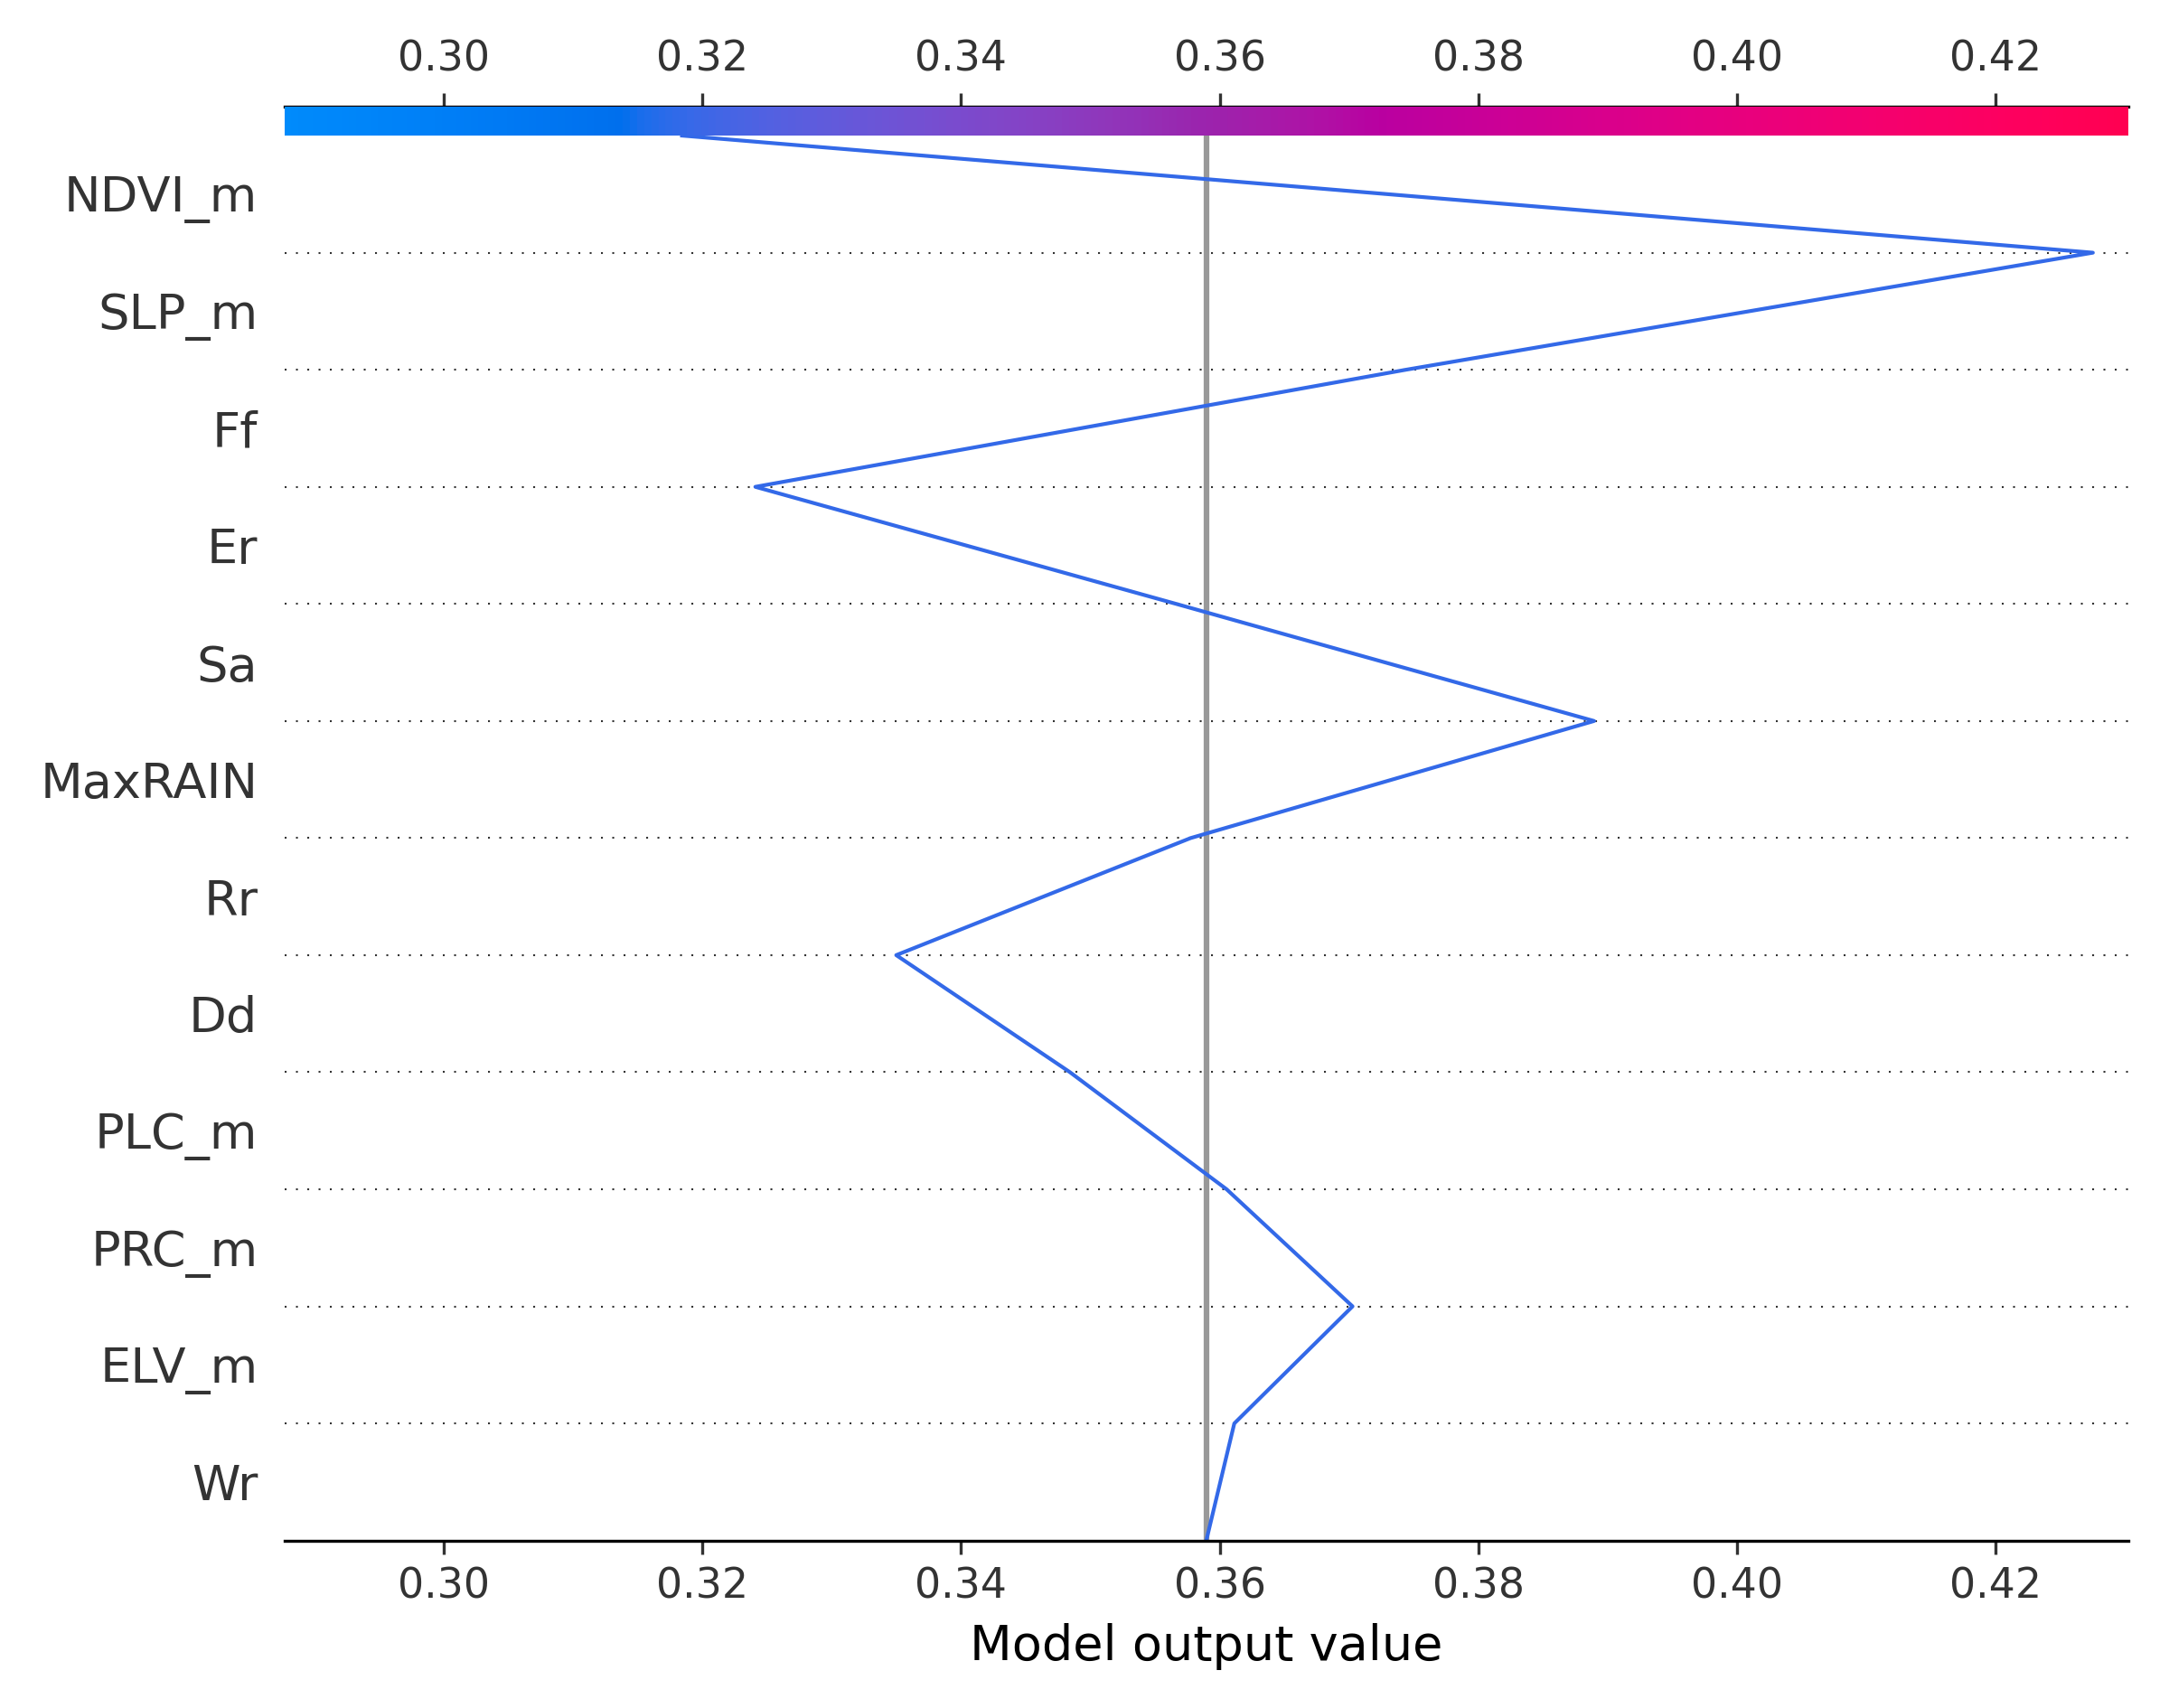 0.30 0.32 0.34 0.36 0.38 0.40 0.42
NDVI_m
SLP_m
Ff
Er
Sa
MaxRAIN
Rr
Dd
PLC_m
PRC_m
ELV_m
Wr
0.30 0.32 0.34 0.36 0.38 0.40 0.42
Model output value